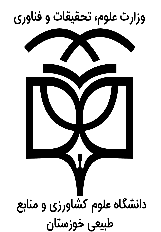 وزارت علوم، تحقیقات و فناوری
دانشگاه علوم کشاورزی و منابع
طبیعی خوزستان